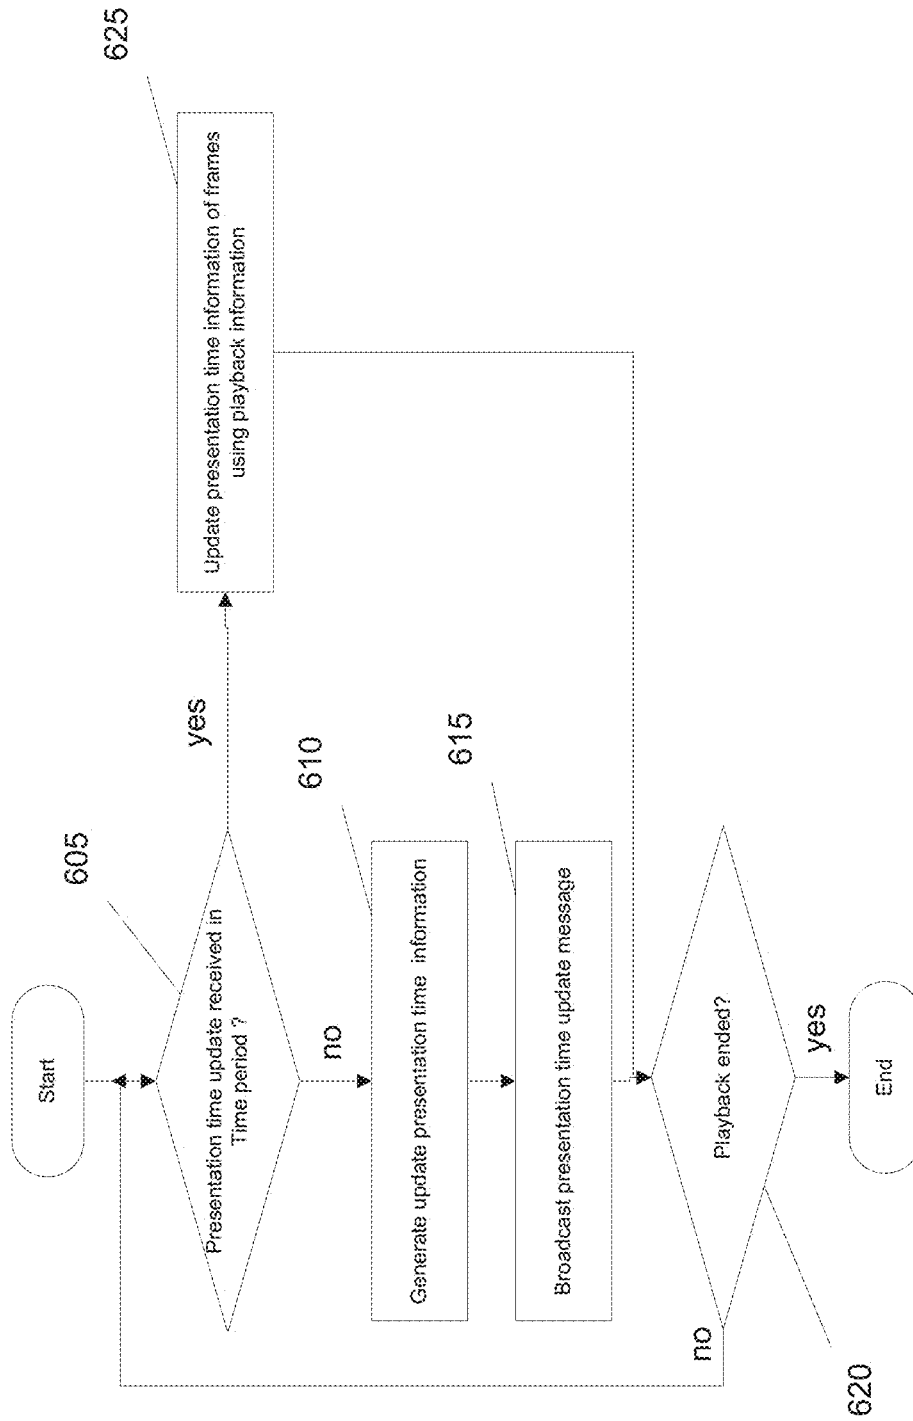 Start
605
Presentation time update received in
Time period ?
yes
625
Update presentation time information of frames
using playback information
no
610
Generate update presentation time information
615
Broadcast presentation time update message
Playback ended?
no
620
yes
End